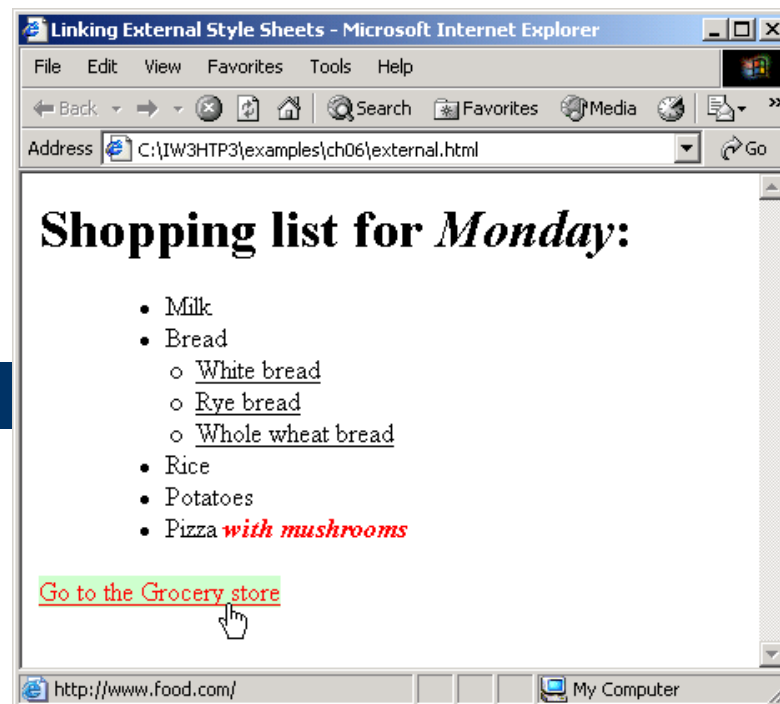 Linking External Style Sheets - Microsoft Internet Explorer
File Edit View Favorites Tools Help
Back Search Favorites Media »
Address C:\IW3HTP3\examples\ch06\external.html Go
Shopping list for Monday:
Milk
Bread
White bread
Rye bread
Whole wheat bread
Rice
Potatoes
Pizza with mushrooms
Go to the Grocery store
http://www.food.com/ My Computer